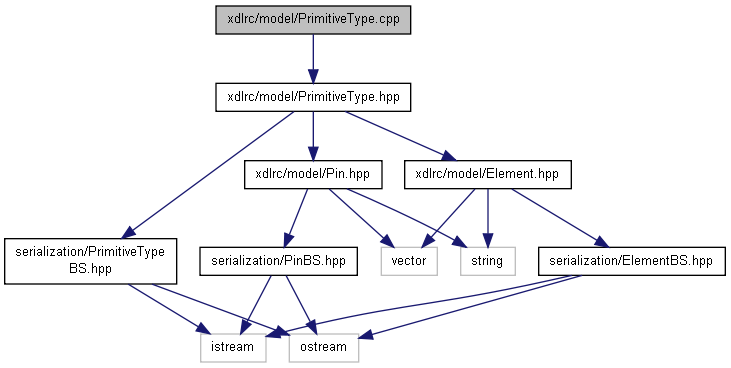 xdlrc/model/PrimitiveType.cpp
xdlrc/model/PrimitiveType.hpp
xdlrc/model/Pin.hpp
xdlrc/model/Element.hpp
serialization/PrimitiveType
BS.hpp
serialization/PinBS.hpp
vector
string
serialization/ElementBS.hpp
istream
ostream